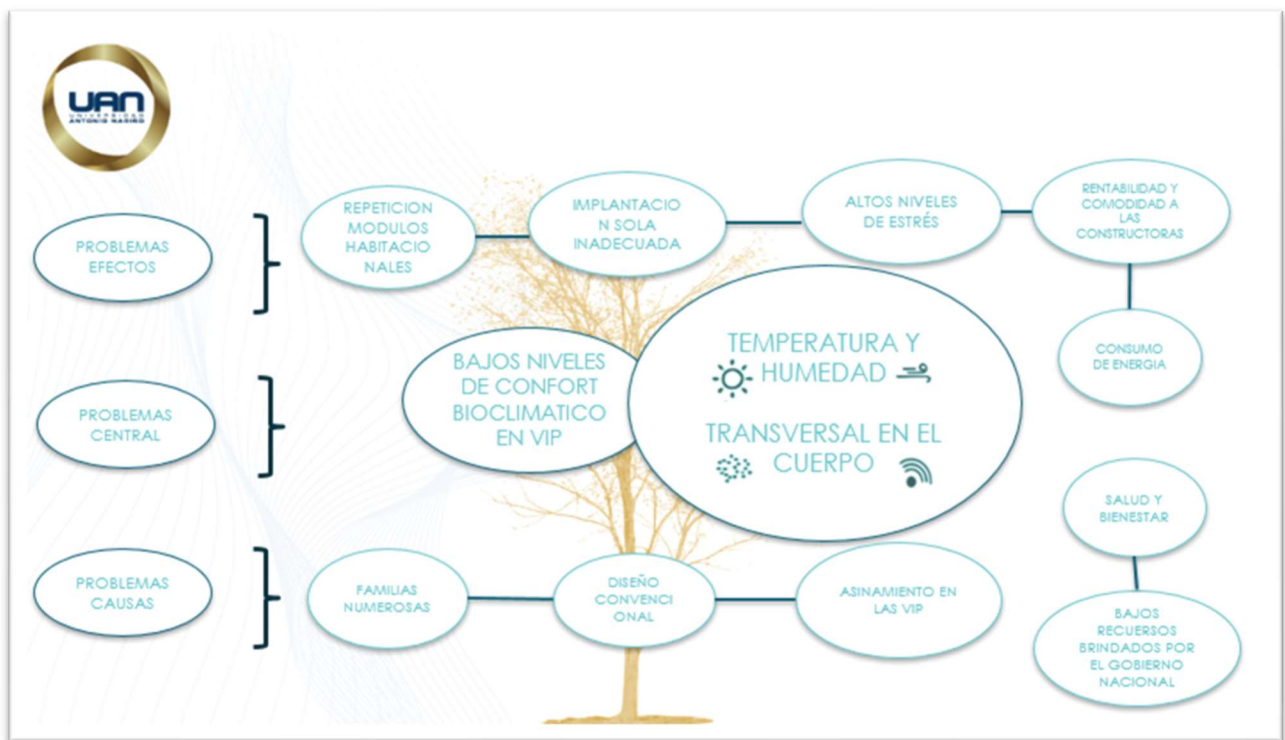 UAN
UNIVERSIDAD
ANTONIO NARIÑO
PROBLEMAS
EFECTOS
REPETICION
MODULOS
HABITACIO
NALES
IMPLANTACIO
N SOLA
INADECUADA
ALTOS NIVELES
DE ESTRÉS
RENTABILIDAD Y
COMODIDAD A
LAS
CONSTRUCTORAS
CONSUMO
DE ENERGIA
PROBLEMAS
CENTRAL
BAJOS NIVELES
DE CONFORT
BIOCLIMATICO
EN VIP
TEMPERATURA Y
HUMEDAD
TRANSVERSAL EN EL
CUERPO
SALUD Y
BIENESTAR
PROBLEMAS
CAUSAS
FAMILIAS
NUMEROSAS
DISEÑO
CONVENCI
ONAL
ASINAMIENTO EN
LAS VIP
BAJOS
RECUERSOS
BRINDADOS POR
EL GOBIERNO
NACIONAL